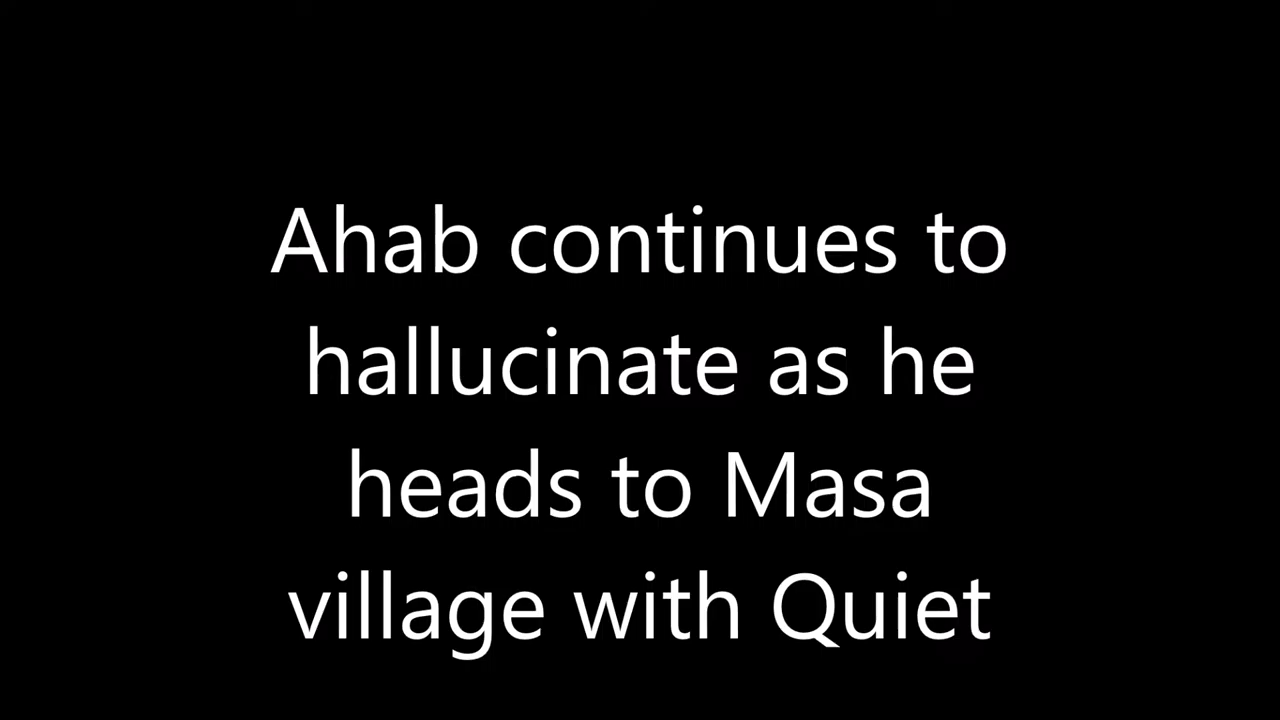 Ahab continues to
hallucinate as he
heads to Masa
village with Quiet